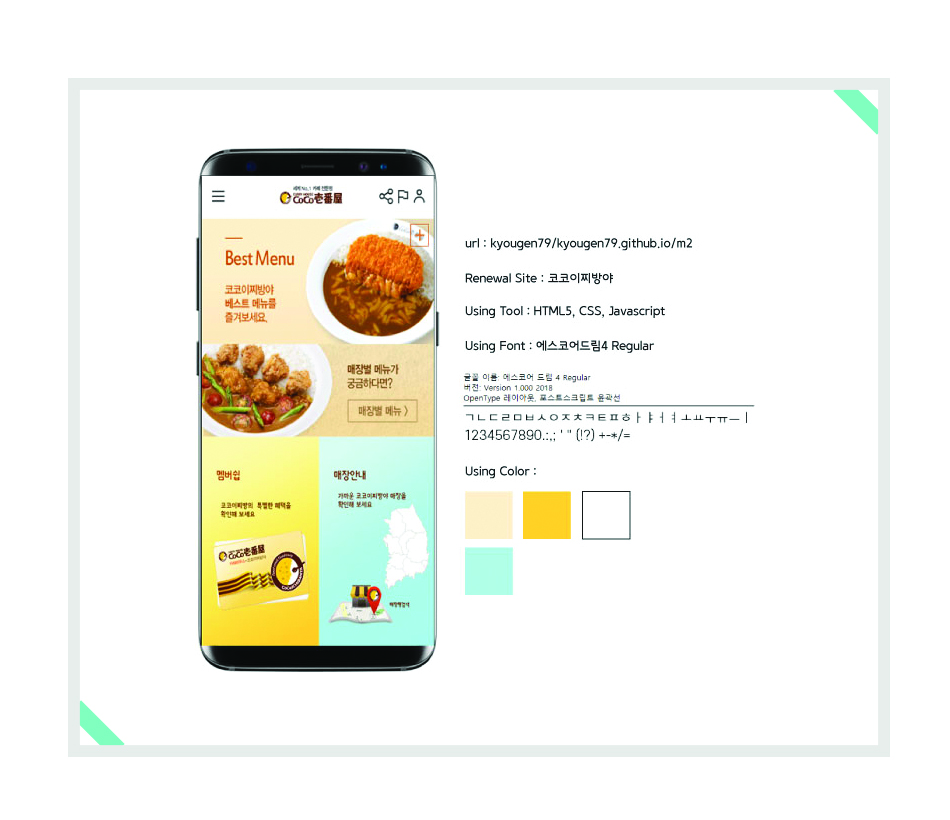 세계 No.1 카레 전문점
CURRY HOUSE
CoCo壱番屋
Best Menu
코코이찌방야
베스트 메뉴를
즐겨보세요.
매장별 메뉴가
궁금하다면?
매장별 메뉴 〉
멤버쉽
코코이찌방의 특별한 혜택을
확인해 보세요
CoCo壱番屋
매장안내
가까운 코코이찌방야 매장을
확인해 보세요
매장명검색
url : kyougen79/kyougen79.github.io/m2
Renewal Site : 코코이찌방야
Using Tool : HTML5, CSS, Javascript
Using Font : 에스코어드림4 Regular
글꼴 이름: 에스코어 드림 4 Regular
버전: Version 1.000 2018
OpenType 레이아웃, 포스트스크립트 윤곽선
ㄱㄴㄷㄹㅁㅂㅅㅇㅈㅊㅋㅌㅍㅎㅏㅑㅓㅕㅗㅛㅜㅠㅡㅣ
1234567890.:,; ' " (!?) +-*/=
Using Color :